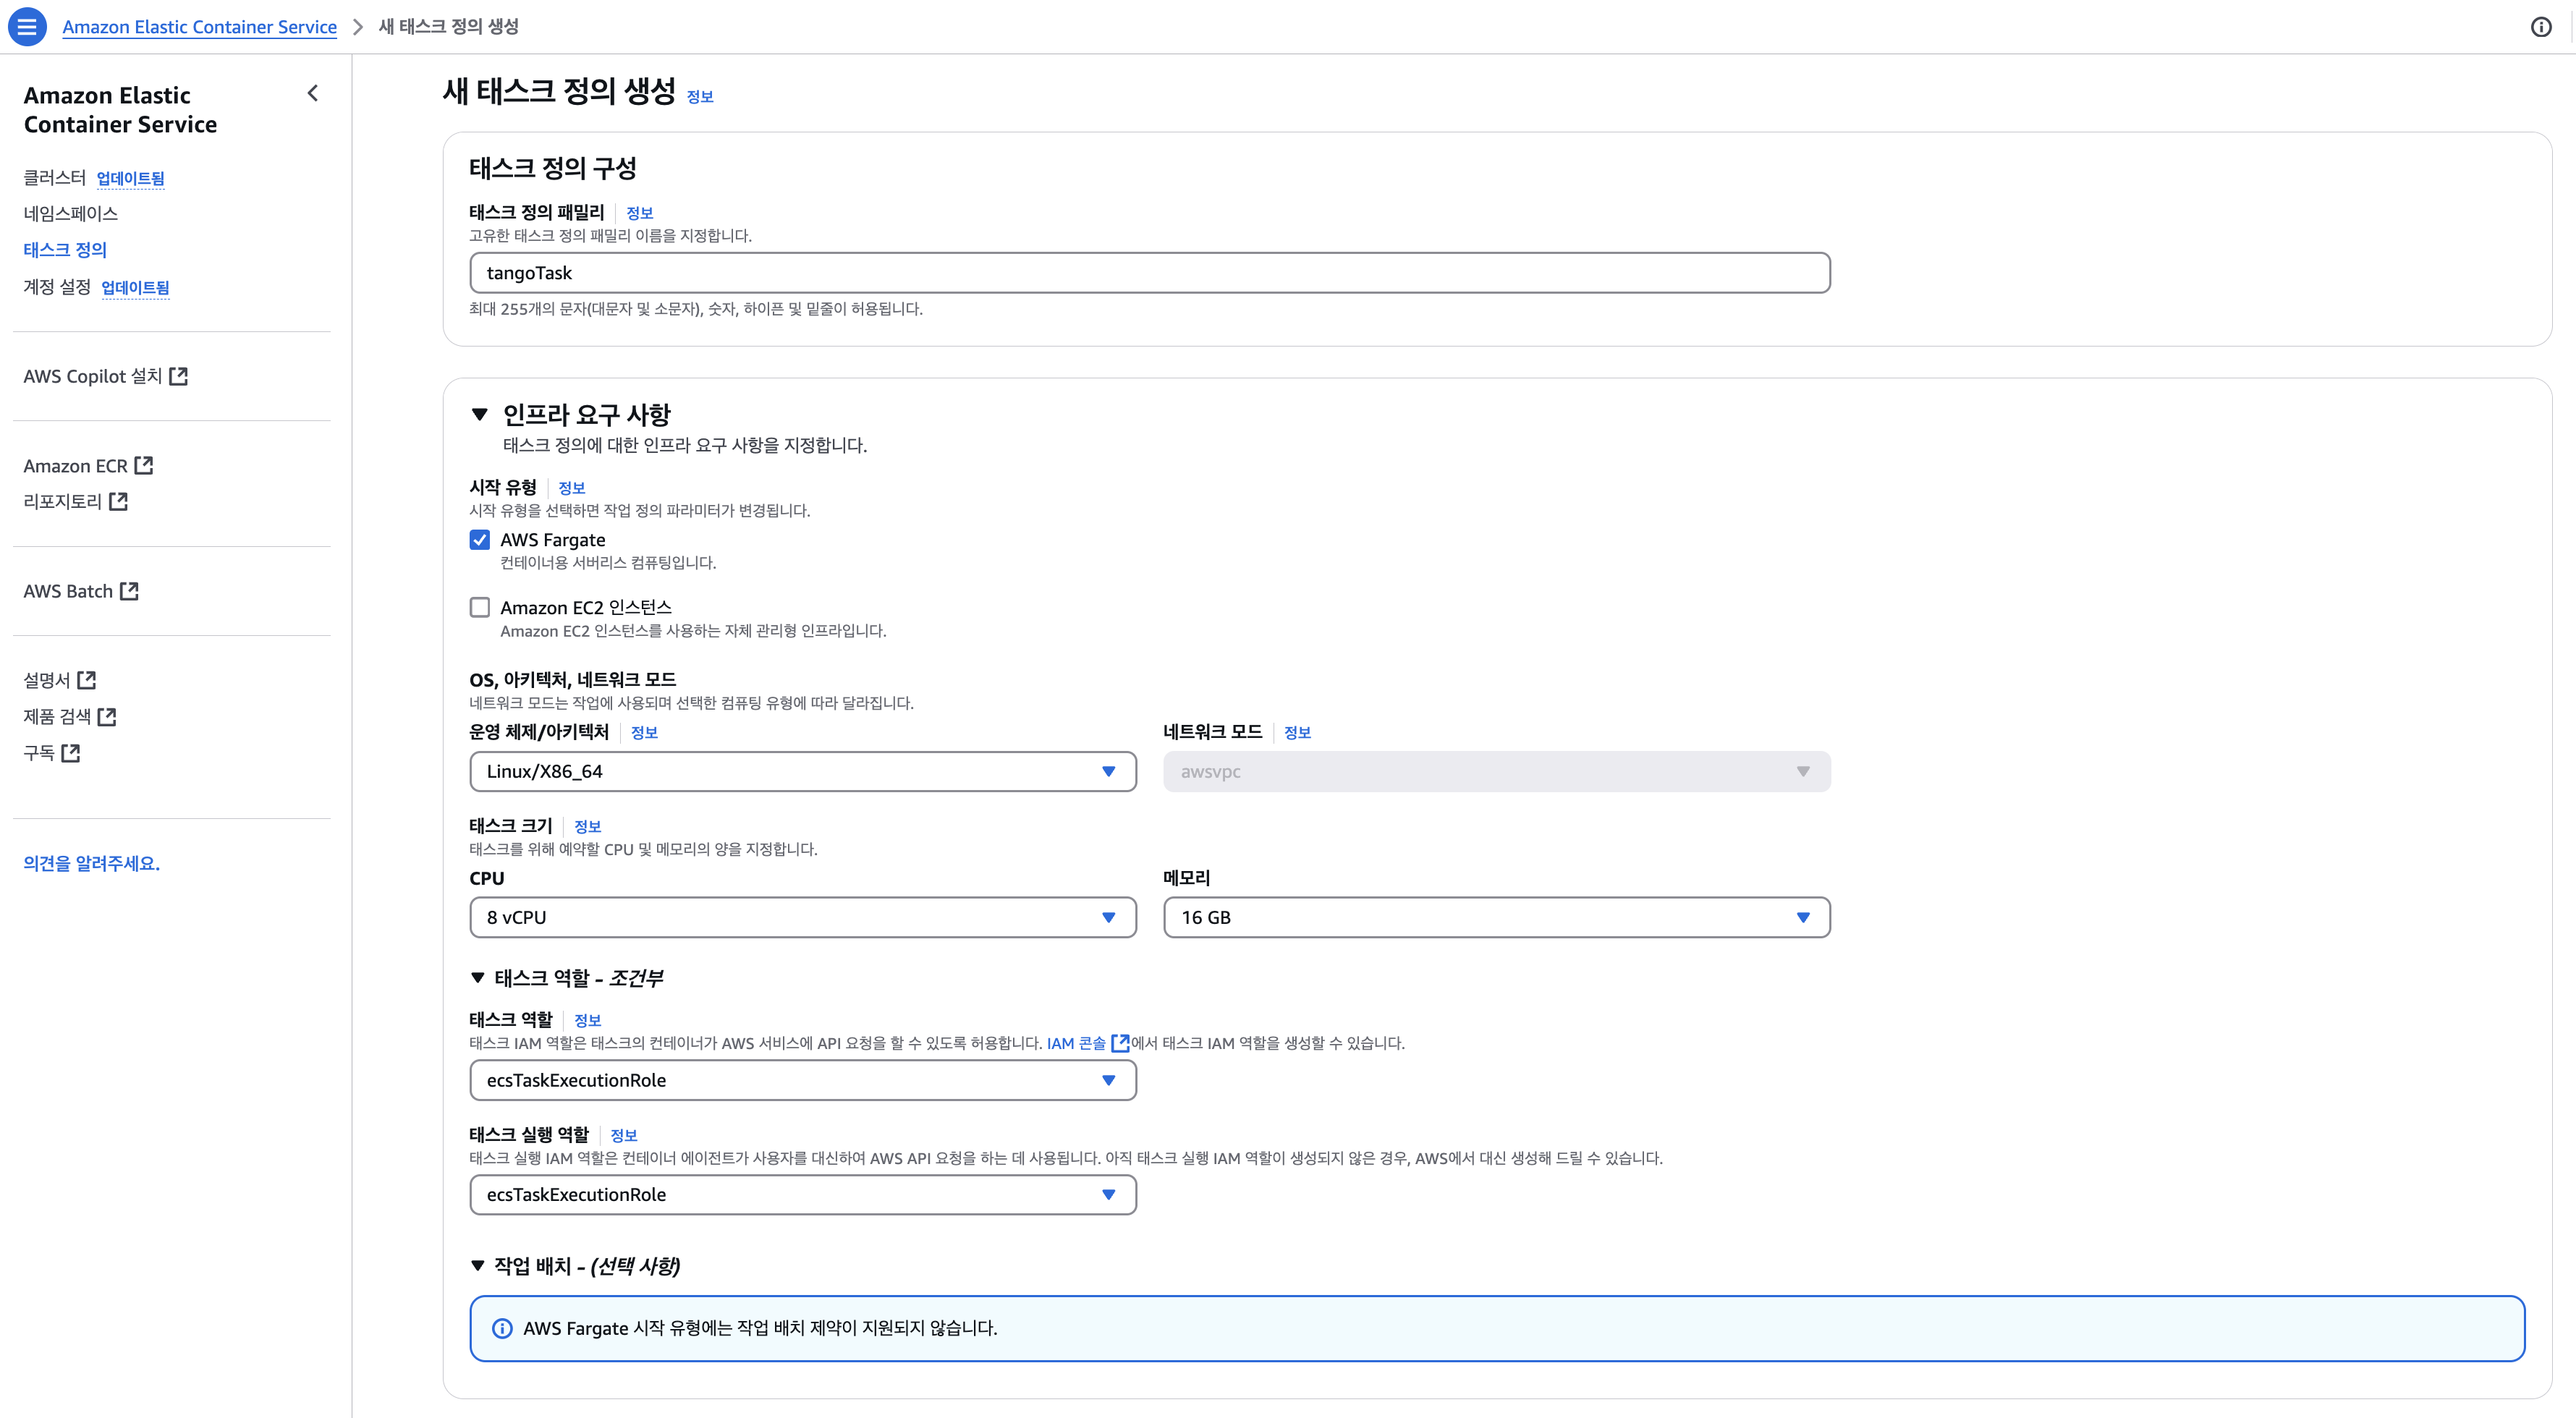 Amazon Elastic Container Service > 새 태스크 정의 생성
Amazon Elastic
Container Service
클러스터 업데이트됨
네임스페이스
태스크 정의
계정 설정 업데이트됨
AWS Copilot 설치
Amazon ECR
리포지토리
AWS Batch
설명서
제품 검색
구독
의견을 알려주세요.
새 태스크 정의 생성 정보
태스크 정의 구성
태스크 정의 패밀리 정보
고유한 태스크 정의 패밀리 이름을 지정합니다.
tangoTask
최대 255개의 문자(대문자 및 소문자), 숫자, 하이픈 및 밑줄이 허용됩니다.
인프라 요구 사항
태스크 정의에 대한 인프라 요구 사항을 지정합니다.
시작 유형 정보
시작 유형을 선택하면 작업 정의 파라미터가 변경됩니다.
AWS Fargate
컨테이너용 서버리스 컴퓨팅입니다.
Amazon EC2 인스턴스
Amazon EC2 인스턴스를 사용하는 자체 관리형 인프라입니다.
OS, 아키텍처, 네트워크 모드
네트워크 모드는 작업에 사용되며 선택한 컴퓨팅 유형에 따라 달라집니다.
운영 체제/아키텍처 정보
네트워크 모드 정보
Linux/X86_64
awsvpc
태스크 크기 정보
태스크를 위해 예약할 CPU 및 메모리의 양을 지정합니다.
CPU
메모리
8 vCPU
16 GB
태스크 역할 - 조건부
태스크 역할 정보
태스크 IAM 역할은 태스크의 컨테이너가 AWS 서비스에 API 요청을 할 수 있도록 허용합니다. IAM 콘솔에서 태스크 IAM 역할을 생성할 수 있습니다.
ecsTaskExecutionRole
태스크 실행 역할 정보
태스크 실행 IAM 역할은 컨테이너 에이전트가 사용자를 대신하여 AWS API 요청을 하는 데 사용됩니다. 아직 태스크 실행 IAM 역할이 생성되지 않은 경우, AWS에서 대신 생성해 드릴 수 있습니다.
ecsTaskExecutionRole
작업 배치 - (선택 사항)
AWS Fargate 시작 유형에는 작업 배치 제약이 지원되지 않습니다.